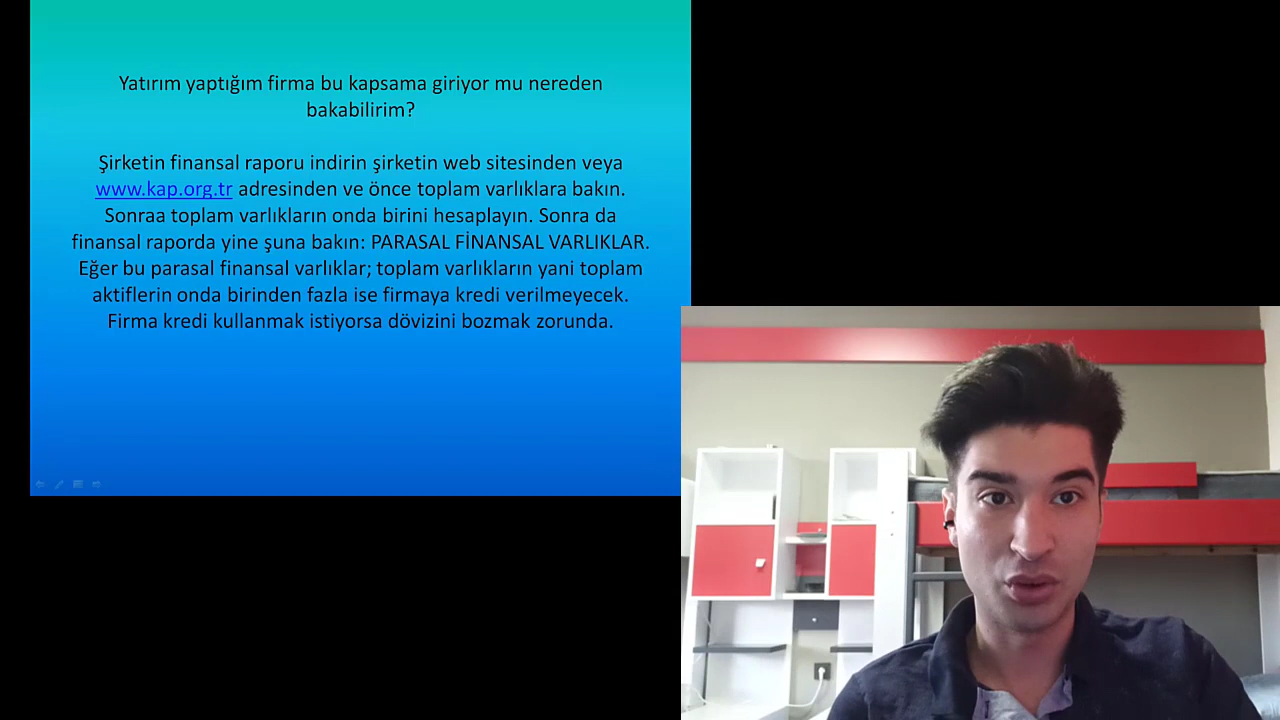 Yatırım yaptığım firma bu kapsama giriyor mu nereden
bakabilirim?
Şirketin finansal raporu indirin şirketin web sitesinden veya
www.kap.org.tr adresinden ve önce toplam varlıklara bakın.
Sonraa toplam varlıkların onda birini hesaplayın. Sonra da
finansal raporda yine şuna bakın: PARASAL FİNANSAL VARLIKLAR.
Eğer bu parasal finansal varlıklar; toplam varlıkların yani toplam
aktiflerin onda birinden fazla ise firmaya kredi verilmeyecek.
Firma kredi kullanmak istiyorsa dövizini bozmak zorunda.